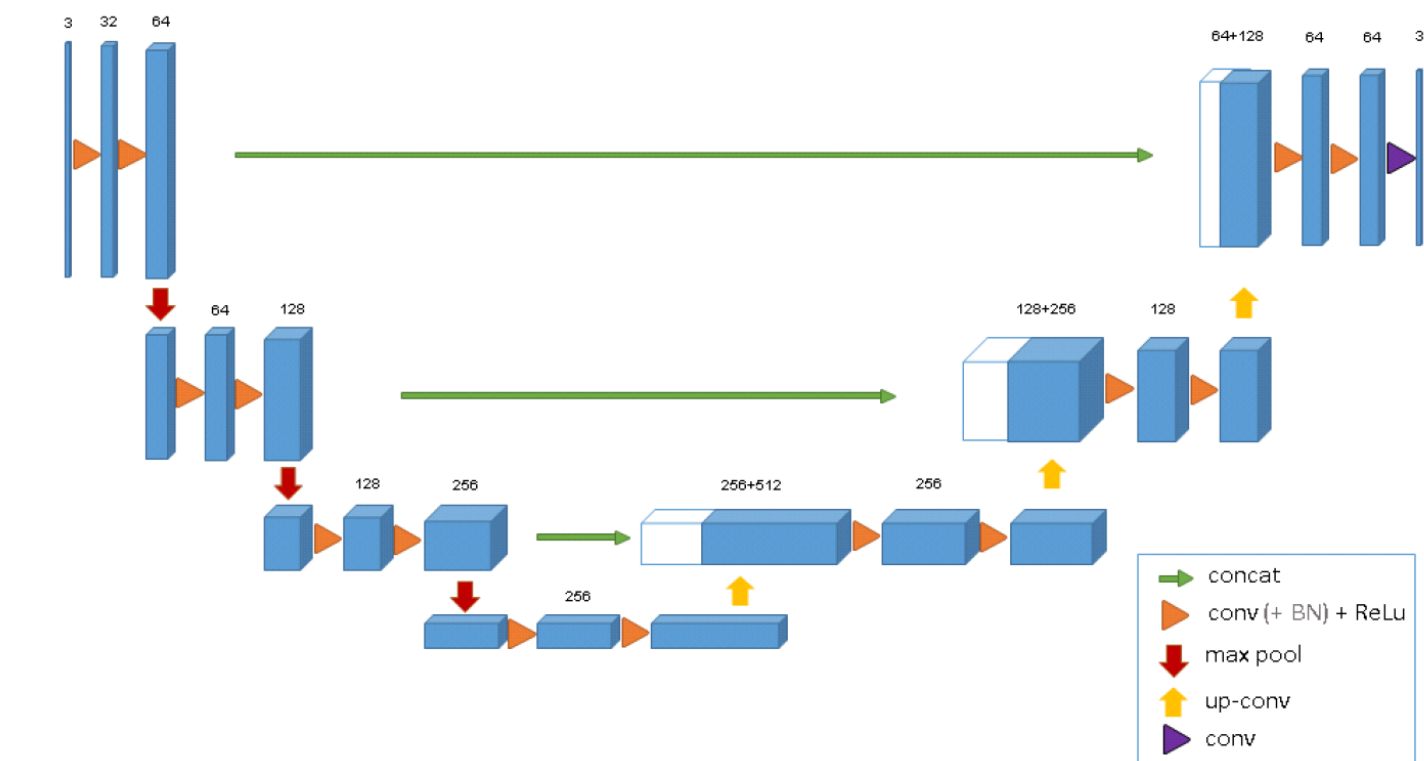 3 32 64
64+128 64 64 3
64 128
128+256 128
128 256
256+512 256
256
concat
conv (+ BN) + ReLu
max pool
up-conv
conv